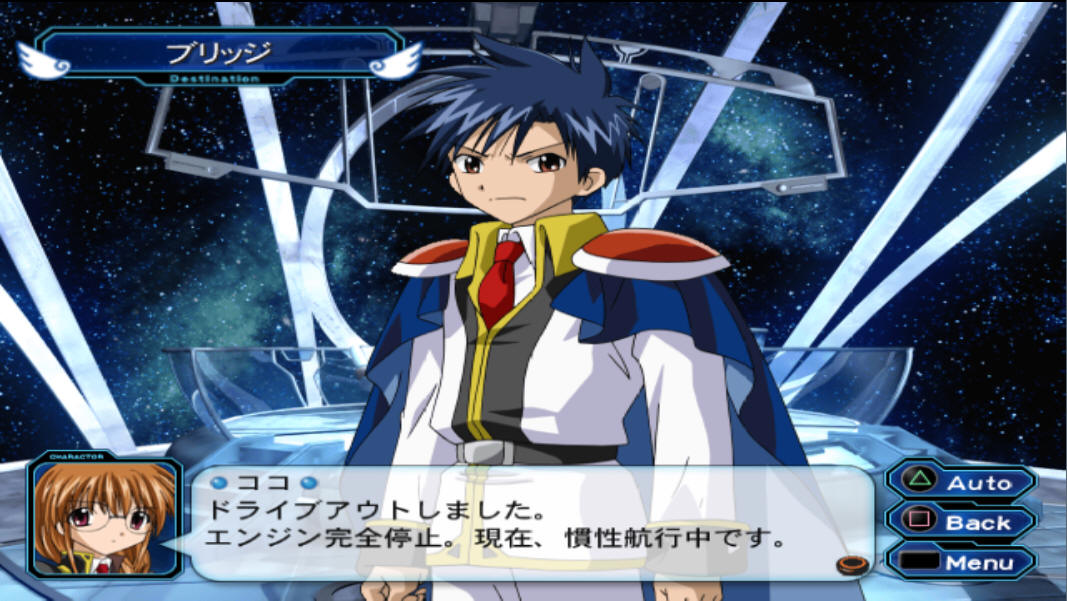 ブリッジ
Destination
CHARACTOR
ココ
ドライブアウトしました。
エンジン完全停止。現在、慣性航行中です。
Auto
Back
Menu